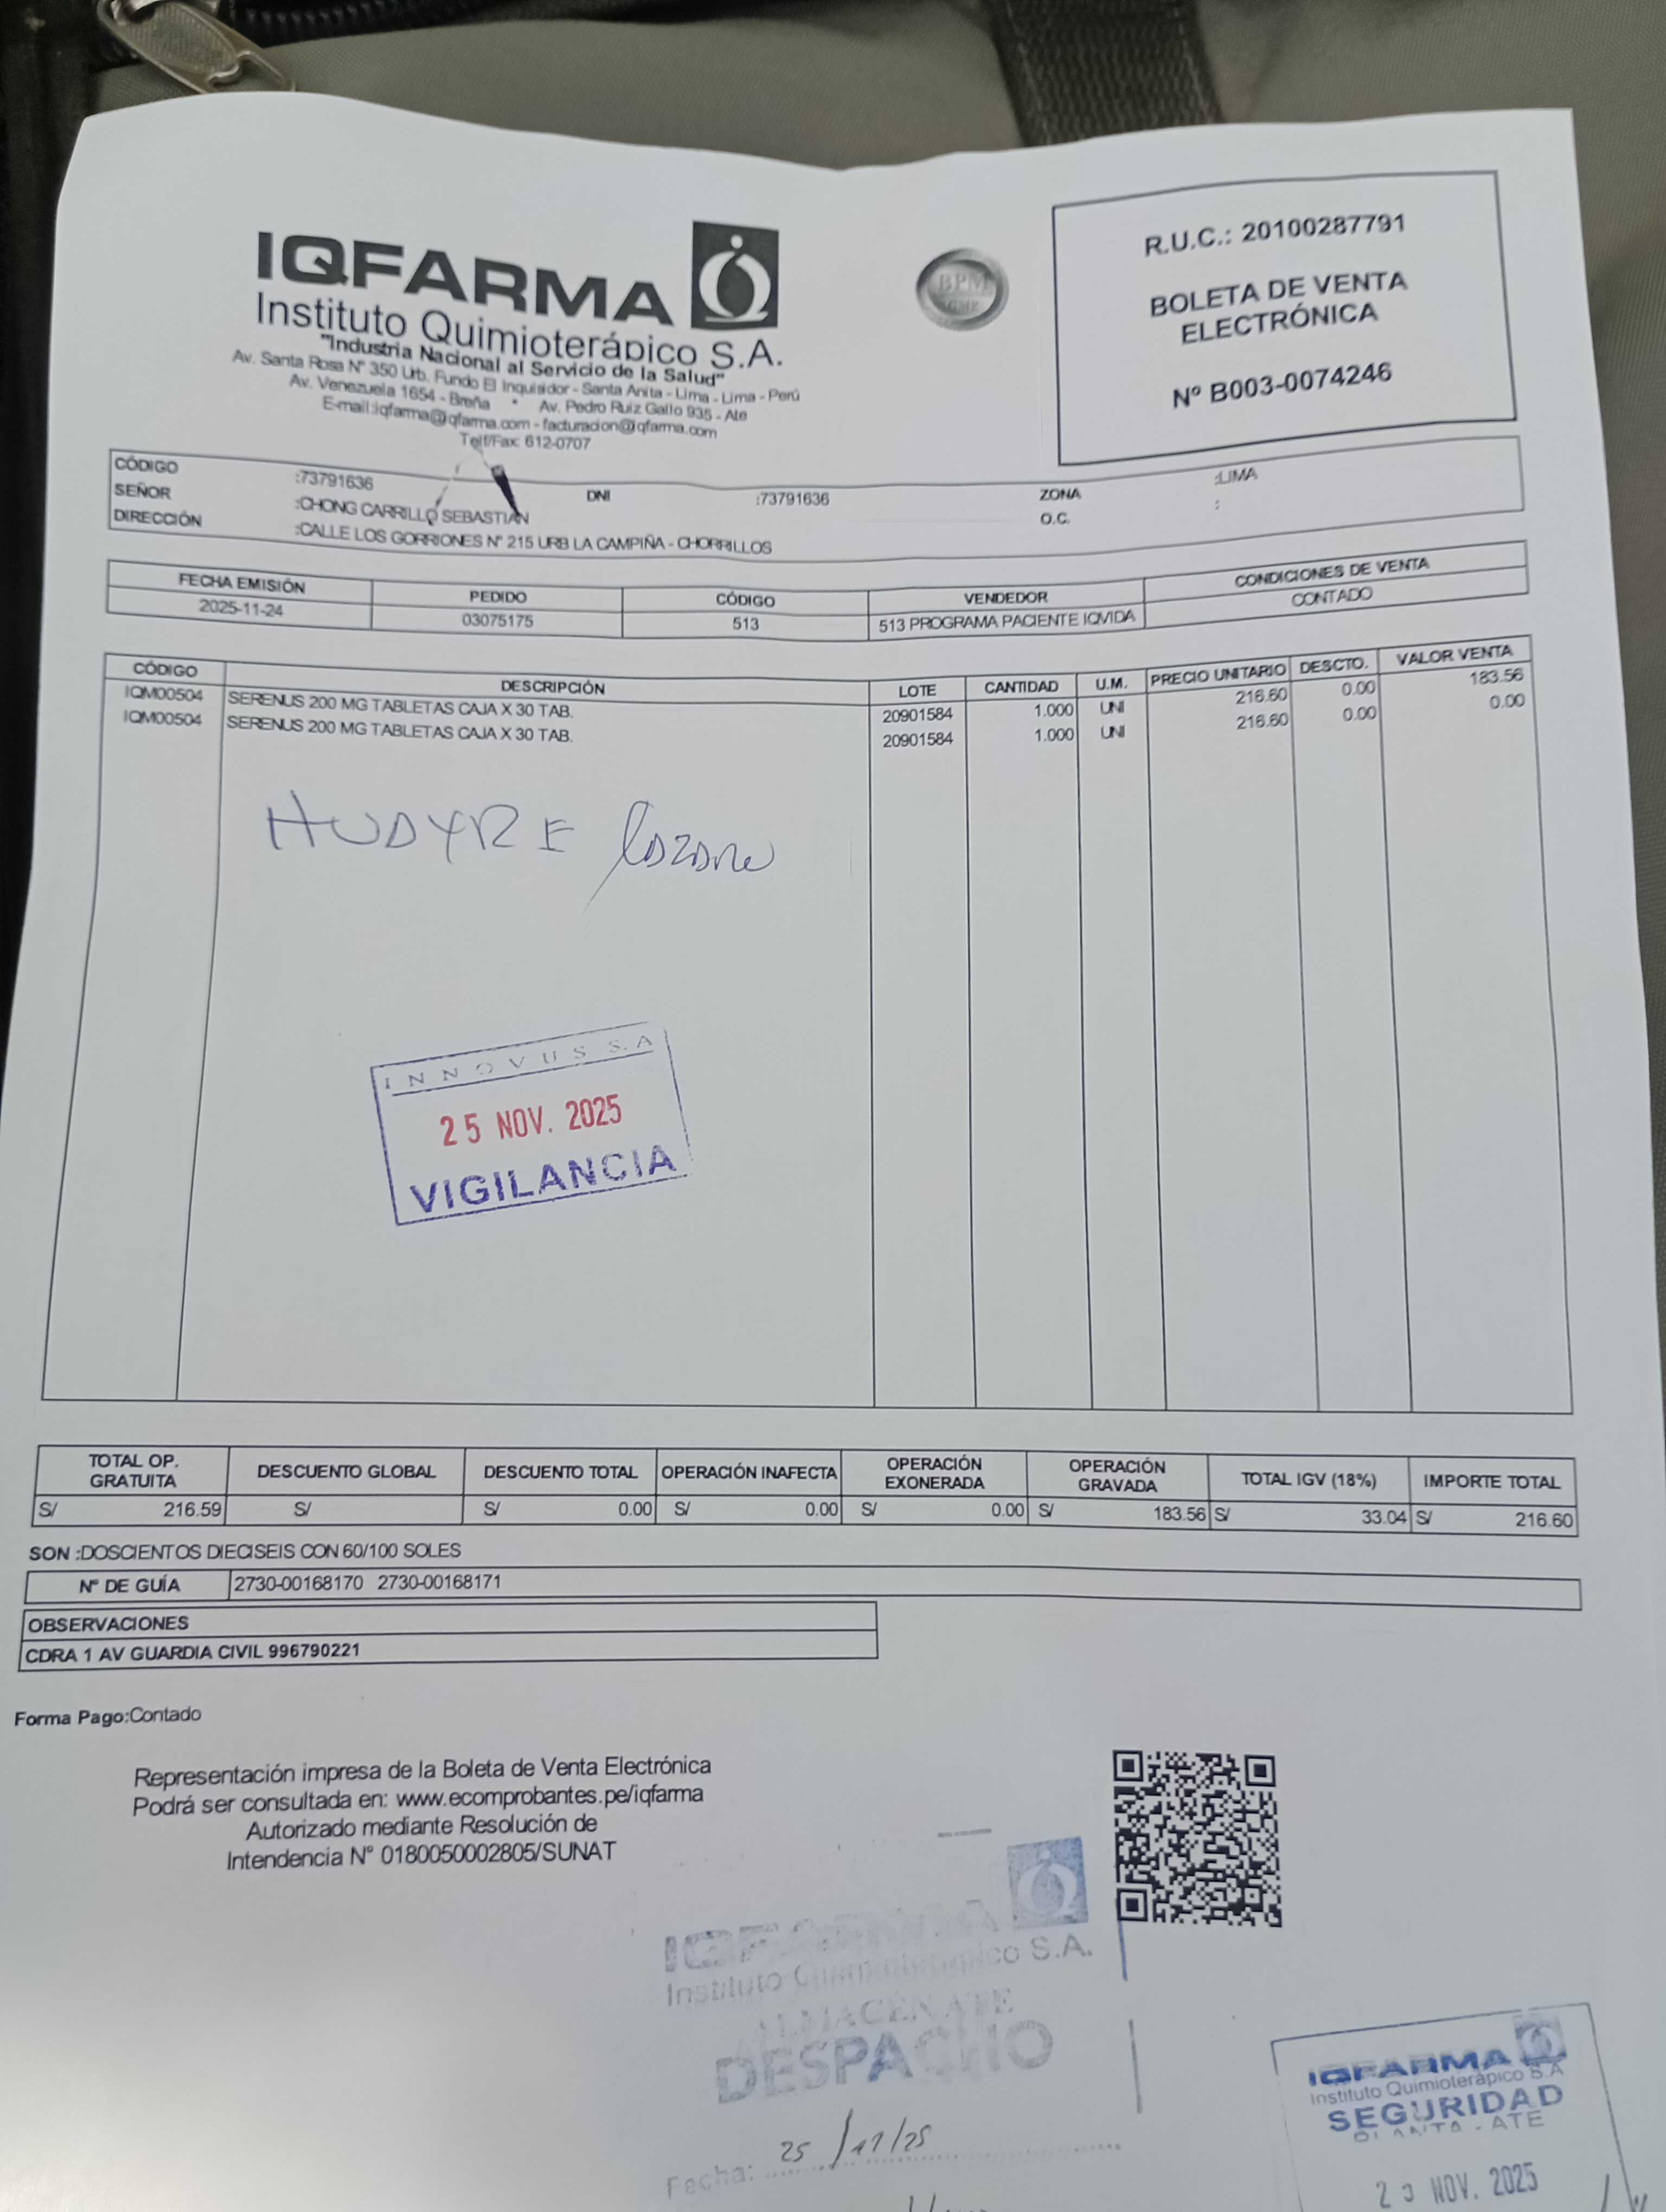 IQFARMA
Instituto Quimioterápico S.A.
"Industria Nacional al Servicio de la Salud"
Av. Santa Rosa N° 350 Urb. Fundo El Inquisidor - Santa Anita - Lima - Lima - Perú
Av. Venezuela 1654 - Breña * Av. Pedro Ruiz Gallo 935 - Ate
E-mail:iqfarma@iqfarma.com - facturacion@iqfarma.com
Telf/Fax: 612-0707
BPM
GMP
R.U.C.: 20100287791
BOLETA DE VENTA
ELECTRÓNICA
Nº B003-0074246
CÓDIGO :73791636 DNI :73791636 ZONA :LIMA
SEÑOR :CHONG CARRILLO SEBASTIAN O.C. :
DIRECCIÓN :CALLE LOS GORRIONES N° 215 URB LA CAMPIÑA - CHORRILLOS
FECHA EMISIÓN PEDIDO CÓDIGO VENDEDOR CONDICIONES DE VENTA
2025-11-24 03075175 513 513 PROGRAMA PACIENTE IQVIDA CONTADO
CÓDIGO DESCRIPCIÓN LOTE CANTIDAD U.M. PRECIO UNITARIO DESCTO. VALOR VENTA
IQM00504 SERENUS 200 MG TABLETAS CAJA X 30 TAB. 20901584 1.000 UNI 216.60 0.00 183.56
IQM00504 SERENUS 200 MG TABLETAS CAJA X 30 TAB. 20901584 1.000 UNI 216.60 0.00 0.00
INNOVUS S.A
25 NOV. 2025
VIGILANCIA
TOTAL OP. GRATUITA DESCUENTO GLOBAL DESCUENTO TOTAL OPERACIÓN INAFECTA OPERACIÓN EXONERADA OPERACIÓN GRAVADA TOTAL IGV (18%) IMPORTE TOTAL
S/ 216.59 S/ S/ 0.00 S/ 0.00 S/ 0.00 S/ 183.56 S/ 33.04 S/ 216.60
SON :DOSCIENTOS DIECISEIS CON 60/100 SOLES
N° DE GUÍA 2730-00168170 2730-00168171
OBSERVACIONES
CDRA 1 AV GUARDIA CIVIL 996790221
Forma Pago:Contado
Representación impresa de la Boleta de Venta Electrónica
Podrá ser consultada en: www.ecomprobantes.pe/iqfarma
Autorizado mediante Resolución de
Intendencia N° 0180050002805/SUNAT
IQFARMA
Instituto Quimioterápico S.A.
ALMACÉN ATE
DESPACHO
Fecha: 25/11/25
IQFARMA
Instituto Quimioterápico S.A
SEGURIDAD
PLANTA - ATE
NOV. 2025